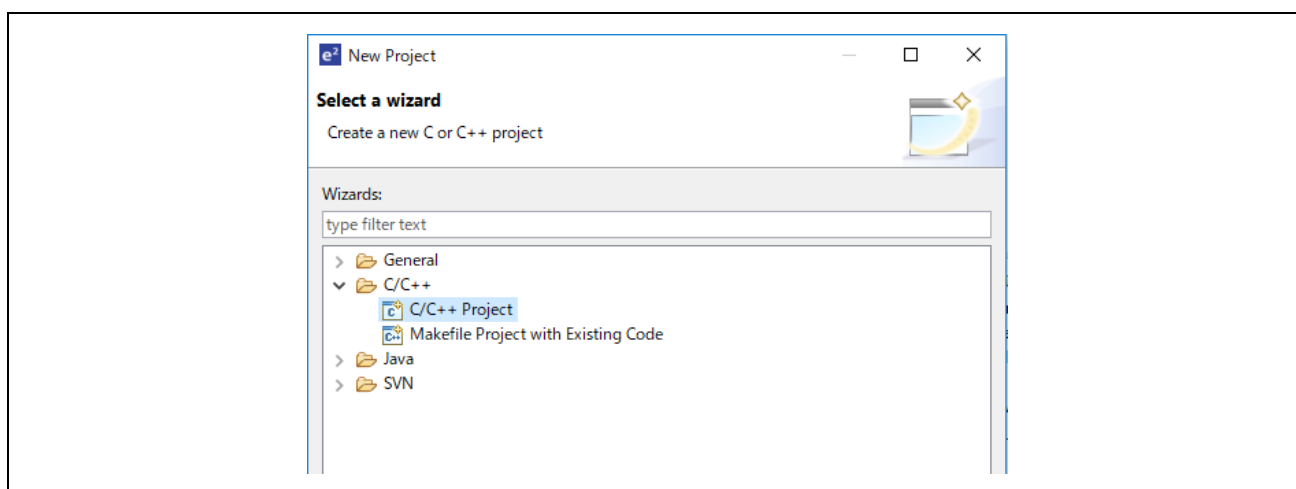 e² New Project
Select a wizard
Create a new C or C++ project
Wizards:
type filter text
General
C/C++
C/C++ Project
Makefile Project with Existing Code
Java
SVN